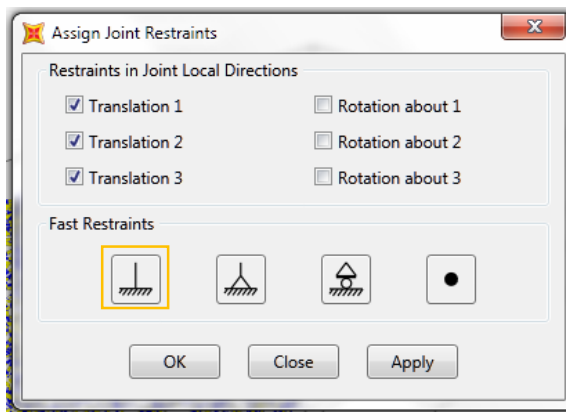 Assign Joint Restraints
Restraints in Joint Local Directions
Translation 1
Rotation about 1
Translation 2
Rotation about 2
Translation 3
Rotation about 3
Fast Restraints
OK
Close
Apply